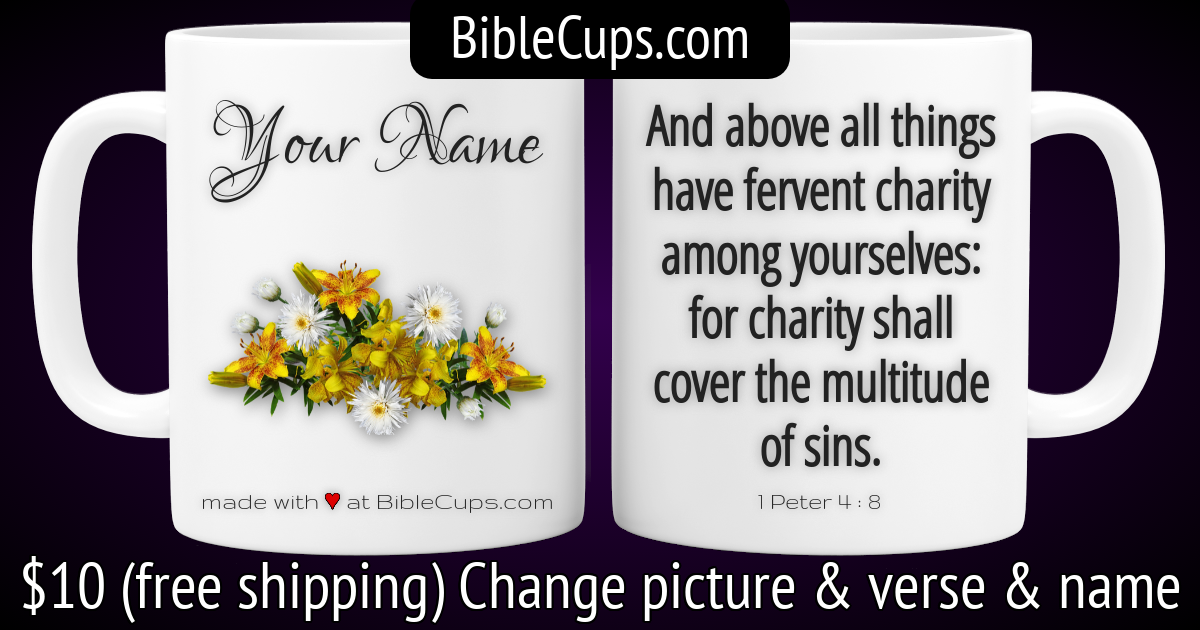 BibleCups.com
Your Name
made with ♥ at BibleCups.com
And above all things
have fervent charity
among yourselves:
for charity shall
cover the multitude
of sins.
1 Peter 4 : 8
$10 (free shipping) Change picture & verse & name